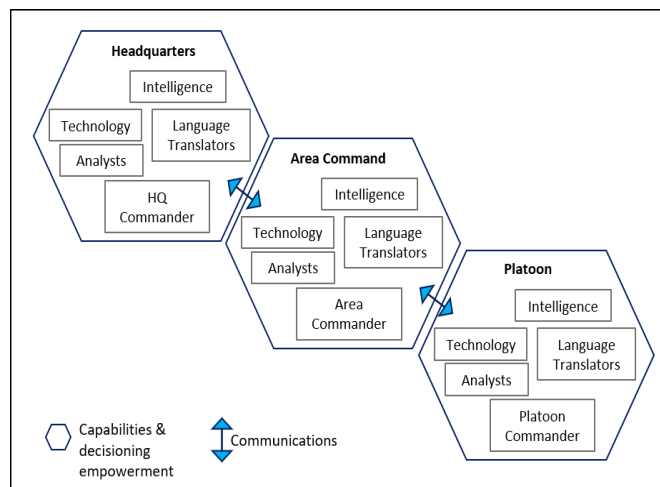 Headquarters
Intelligence
Technology
Language
Translators
Analysts
HQ
Commander
Area Command
Intelligence
Technology
Language
Translators
Analysts
Area
Commander
Platoon
Intelligence
Technology
Language
Translators
Analysts
Platoon
Commander
Capabilities &
decisioning
empowerment
Communications